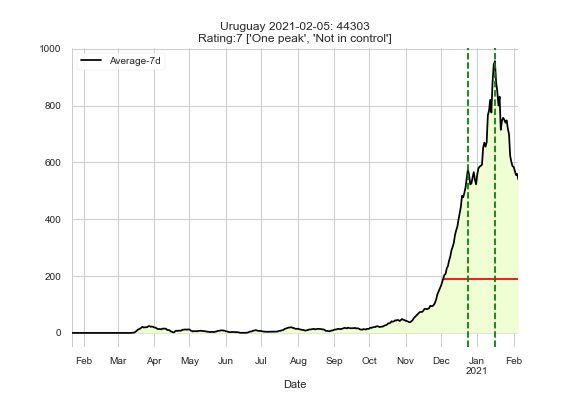 Uruguay 2021-02-05: 44303
Rating:7 ['One peak', 'Not in control']
Average-7d
1000
800
600
400
200
0
Feb Mar Apr May Jun Jul Aug Sep Oct Nov Dec Jan Feb
2021
Date